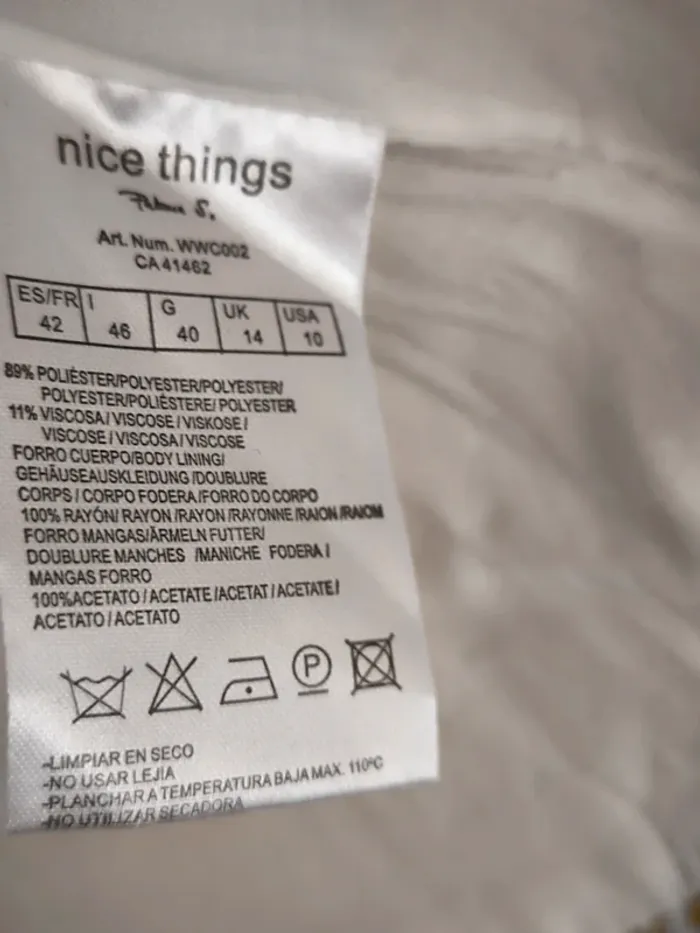 nice things
Paloma S.
Art. Num. WWC002
CA41462
ES/FR I G UK USA
42 46 40 14 10
89% POLIÉSTER/POLYESTER/POLYESTER/
POLYESTER/POLIÉSTERE/ POLYESTER
11% VISCOSA/ VISCOSE / VISKOSE /
VISCOSE / VISCOSA / VISCOSE
FORRO CUERPO/BODY LINING/
GEHÄUSEAUSKLEIDUNG /DOUBLURE
CORPS / CORPO FODERA /FORRO DO CORPO
100% RAYÓN/ RAYON /RAYON /RAYONNE /RAION /RAIOM
FORRO MANGAS/ÄRMELN FUTTER/
DOUBLURE MANCHES /MANICHE FODERA /
MANGAS FORRO
100%ACETATO / ACETATE /ACETAT / ACETATE /
ACETATO / ACETATO
P
-LIMPIAR EN SECO
-NO USAR LEJÍA
-PLANCHAR A TEMPERATURA BAJA MAX. 110ºC
-NO UTILIZAR SECADORA